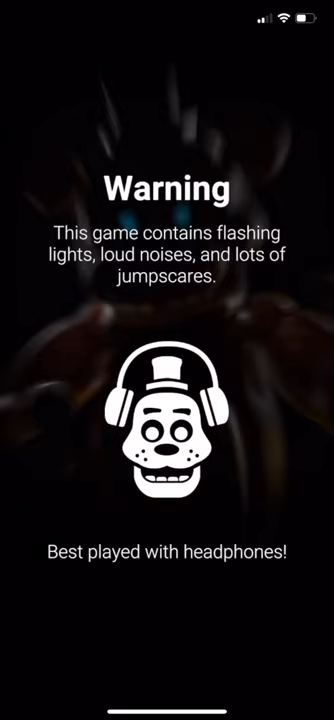 Warning
This game contains flashing
lights, loud noises, and lots of
jumpscares.
Best played with headphones!